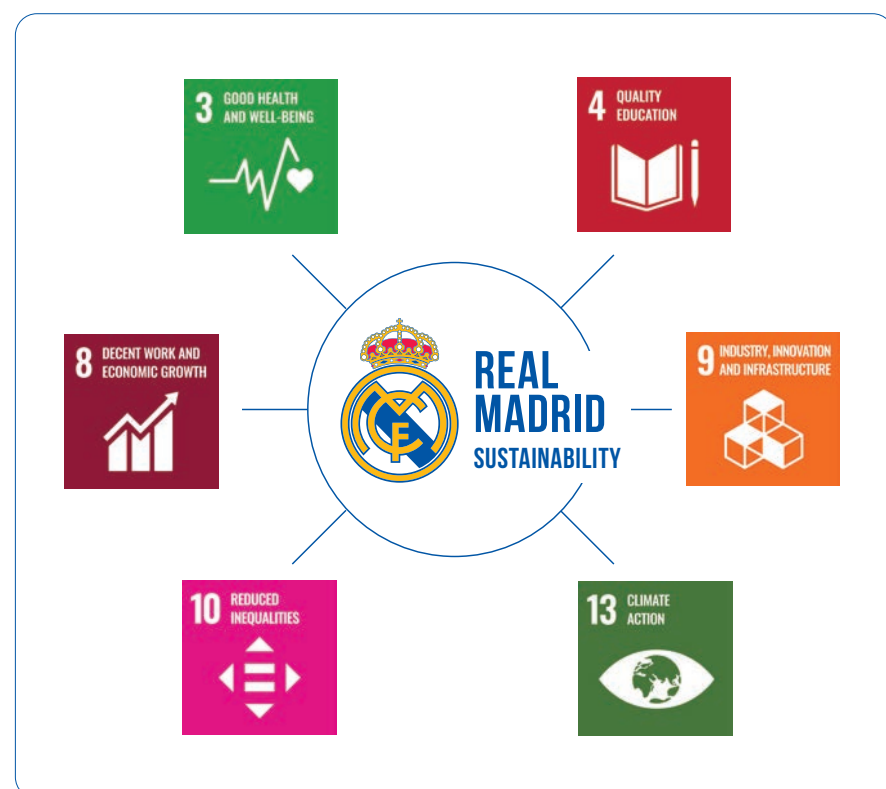 3 GOOD HEALTH
AND WELL-BEING
4 QUALITY
EDUCATION
8 DECENT WORK AND
ECONOMIC GROWTH
REAL
MADRID
SUSTAINABILITY
9 INDUSTRY, INNOVATION
AND INFRASTRUCTURE
10 REDUCED
INEQUALITIES
13 CLIMATE
ACTION